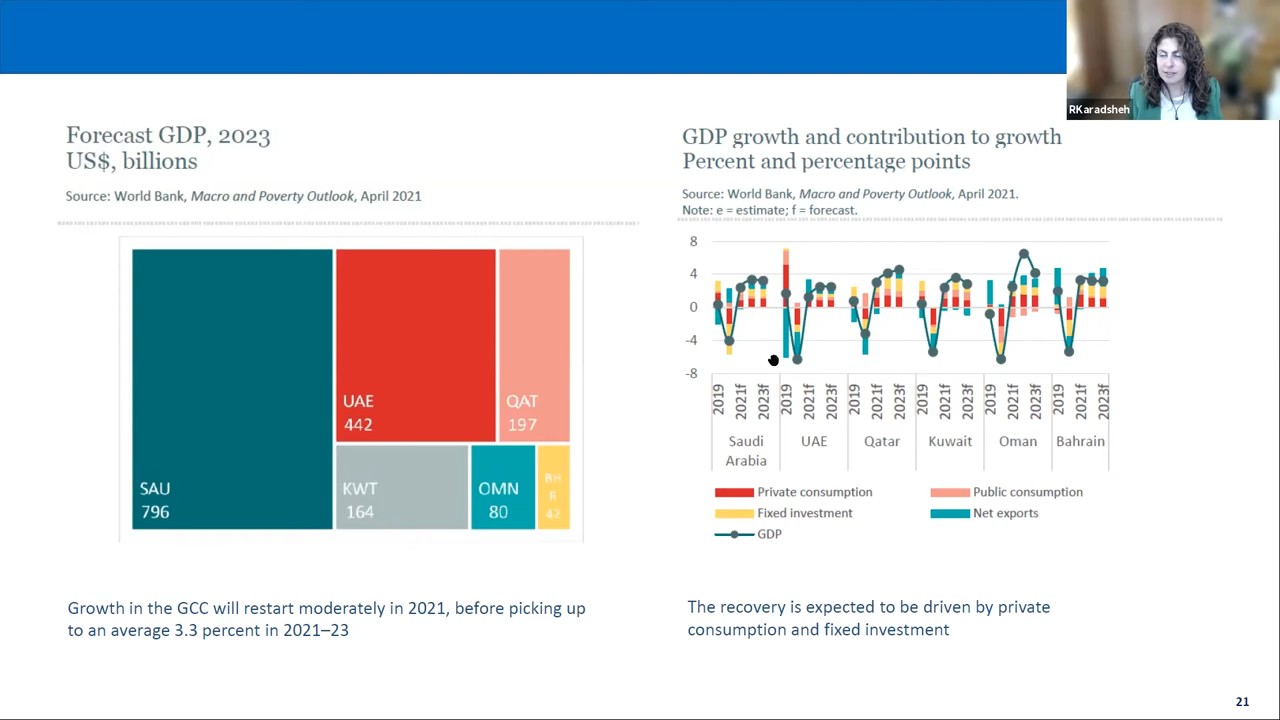 RKaradsheh
Forecast GDP, 2023
US$, billions
Source: World Bank, Macro and Poverty Outlook, April 2021
SAU
796
UAE
442
QAT
197
KWT
164
OMN
80
BH
R
42
Growth in the GCC will restart moderately in 2021, before picking up
to an average 3.3 percent in 2021–23
GDP growth and contribution to growth
Percent and percentage points
Source: World Bank, Macro and Poverty Outlook, April 2021.
Note: e = estimate; f = forecast.
8
4
0
-4
-8
2019 2021f 2023f 2019 2021f 2023f 2019 2021f 2023f 2019 2021f 2023f 2019 2021f 2023f 2019 2021f 2023f
Saudi UAE Qatar Kuwait Oman Bahrain
Arabia
Private consumption Public consumption
Fixed investment Net exports
GDP
The recovery is expected to be driven by private
consumption and fixed investment
21